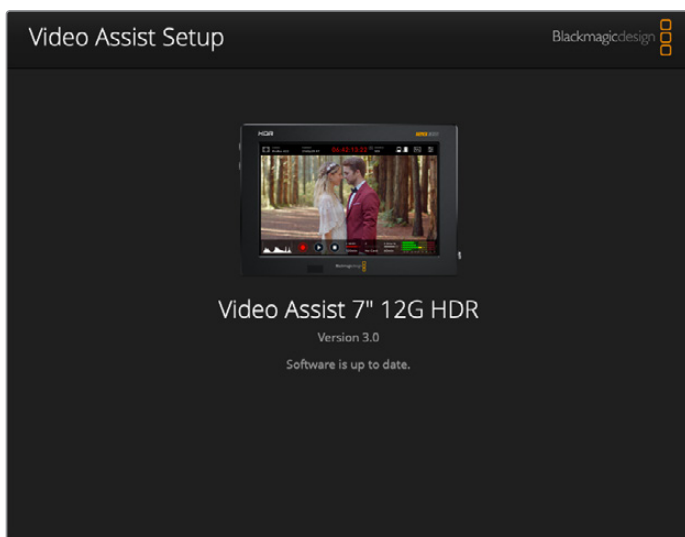 Video Assist Setup
Blackmagicdesign
HDR
Video Assist 7" 12G HDR
Version 3.0
Software is up to date.